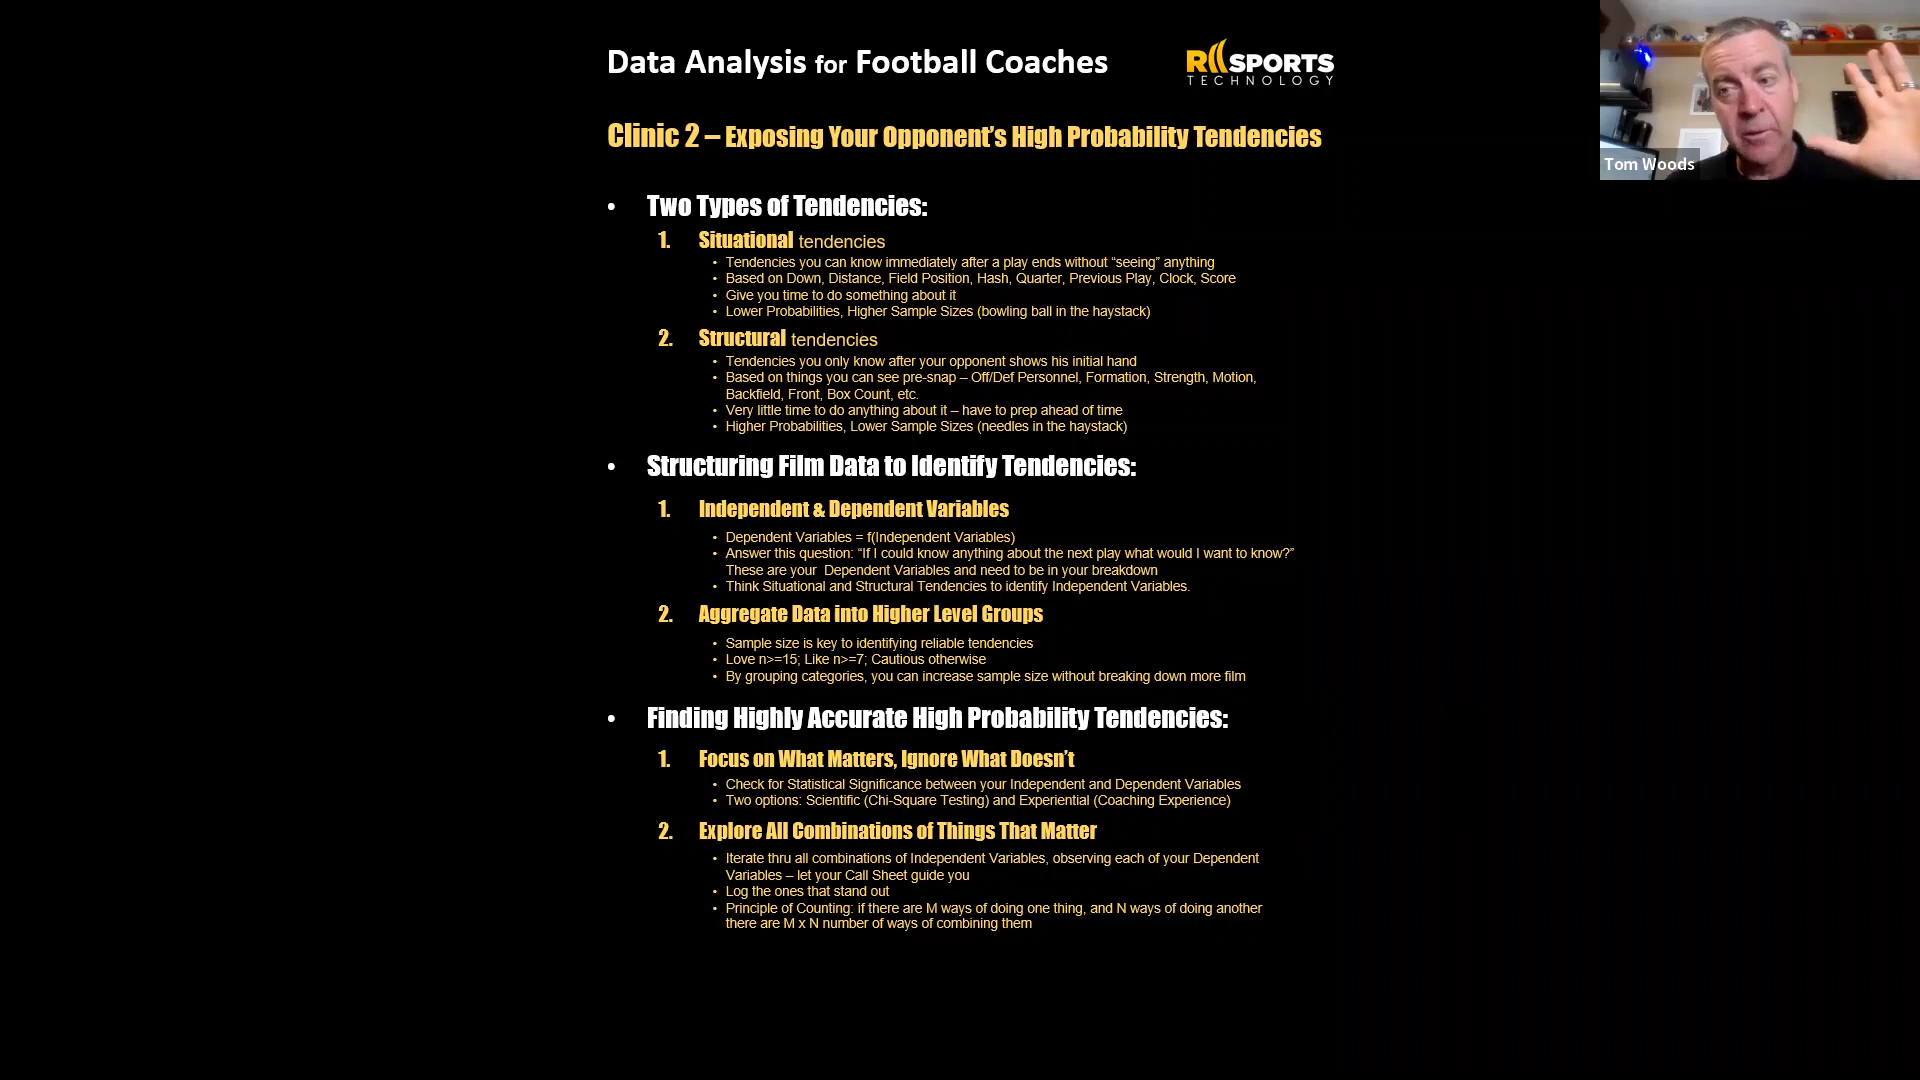 Data Analysis for Football Coaches
RII SPORTS
TECHNOLOGY
Tom Woods
Clinic 2 – Exposing Your Opponent’s High Probability Tendencies
• Two Types of Tendencies:
1. Situational tendencies
• Tendencies you can know immediately after a play ends without “seeing” anything
• Based on Down, Distance, Field Position, Hash, Quarter, Previous Play, Clock, Score
• Give you time to do something about it
• Lower Probabilities, Higher Sample Sizes (bowling ball in the haystack)
2. Structural tendencies
• Tendencies you only know after your opponent shows his initial hand
• Based on things you can see pre-snap – Off/Def Personnel, Formation, Strength, Motion,
Backfield, Front, Box Count, etc.
• Very little time to do anything about it – have to prep ahead of time
• Higher Probabilities, Lower Sample Sizes (needles in the haystack)
• Structuring Film Data to Identify Tendencies:
1. Independent & Dependent Variables
• Dependent Variables = f(Independent Variables)
• Answer this question: “If I could know anything about the next play what would I want to know?”
These are your Dependent Variables and need to be in your breakdown
• Think Situational and Structural Tendencies to identify Independent Variables.
2. Aggregate Data into Higher Level Groups
• Sample size is key to identifying reliable tendencies
• Love n>=15; Like n>=7; Cautious otherwise
• By grouping categories, you can increase sample size without breaking down more film
• Finding Highly Accurate High Probability Tendencies:
1. Focus on What Matters, Ignore What Doesn’t
• Check for Statistical Significance between your Independent and Dependent Variables
• Two options: Scientific (Chi-Square Testing) and Experiential (Coaching Experience)
2. Explore All Combinations of Things That Matter
• Iterate thru all combinations of Independent Variables, observing each of your Dependent
Variables – let your Call Sheet guide you
• Log the ones that stand out
• Principle of Counting: if there are M ways of doing one thing, and N ways of doing another
there are M x N number of ways of combining them